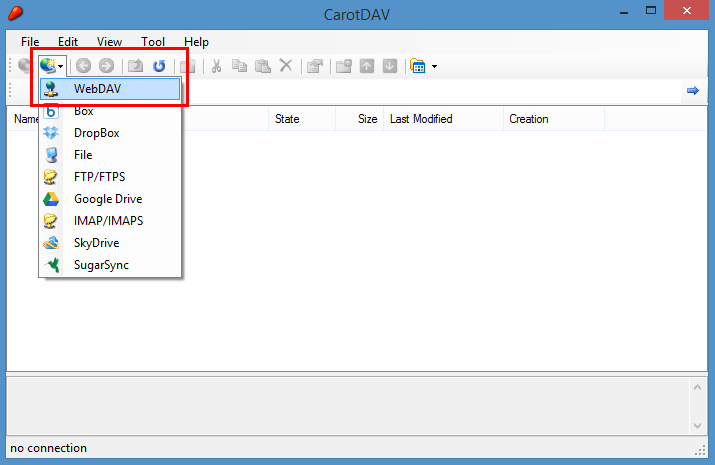 CarotDAV
File Edit View Tool Help
WebDAV
Box
Name State Size Last Modified Creation
DropBox
File
FTP/FTPS
Google Drive
IMAP/IMAPS
SkyDrive
SugarSync
no connection